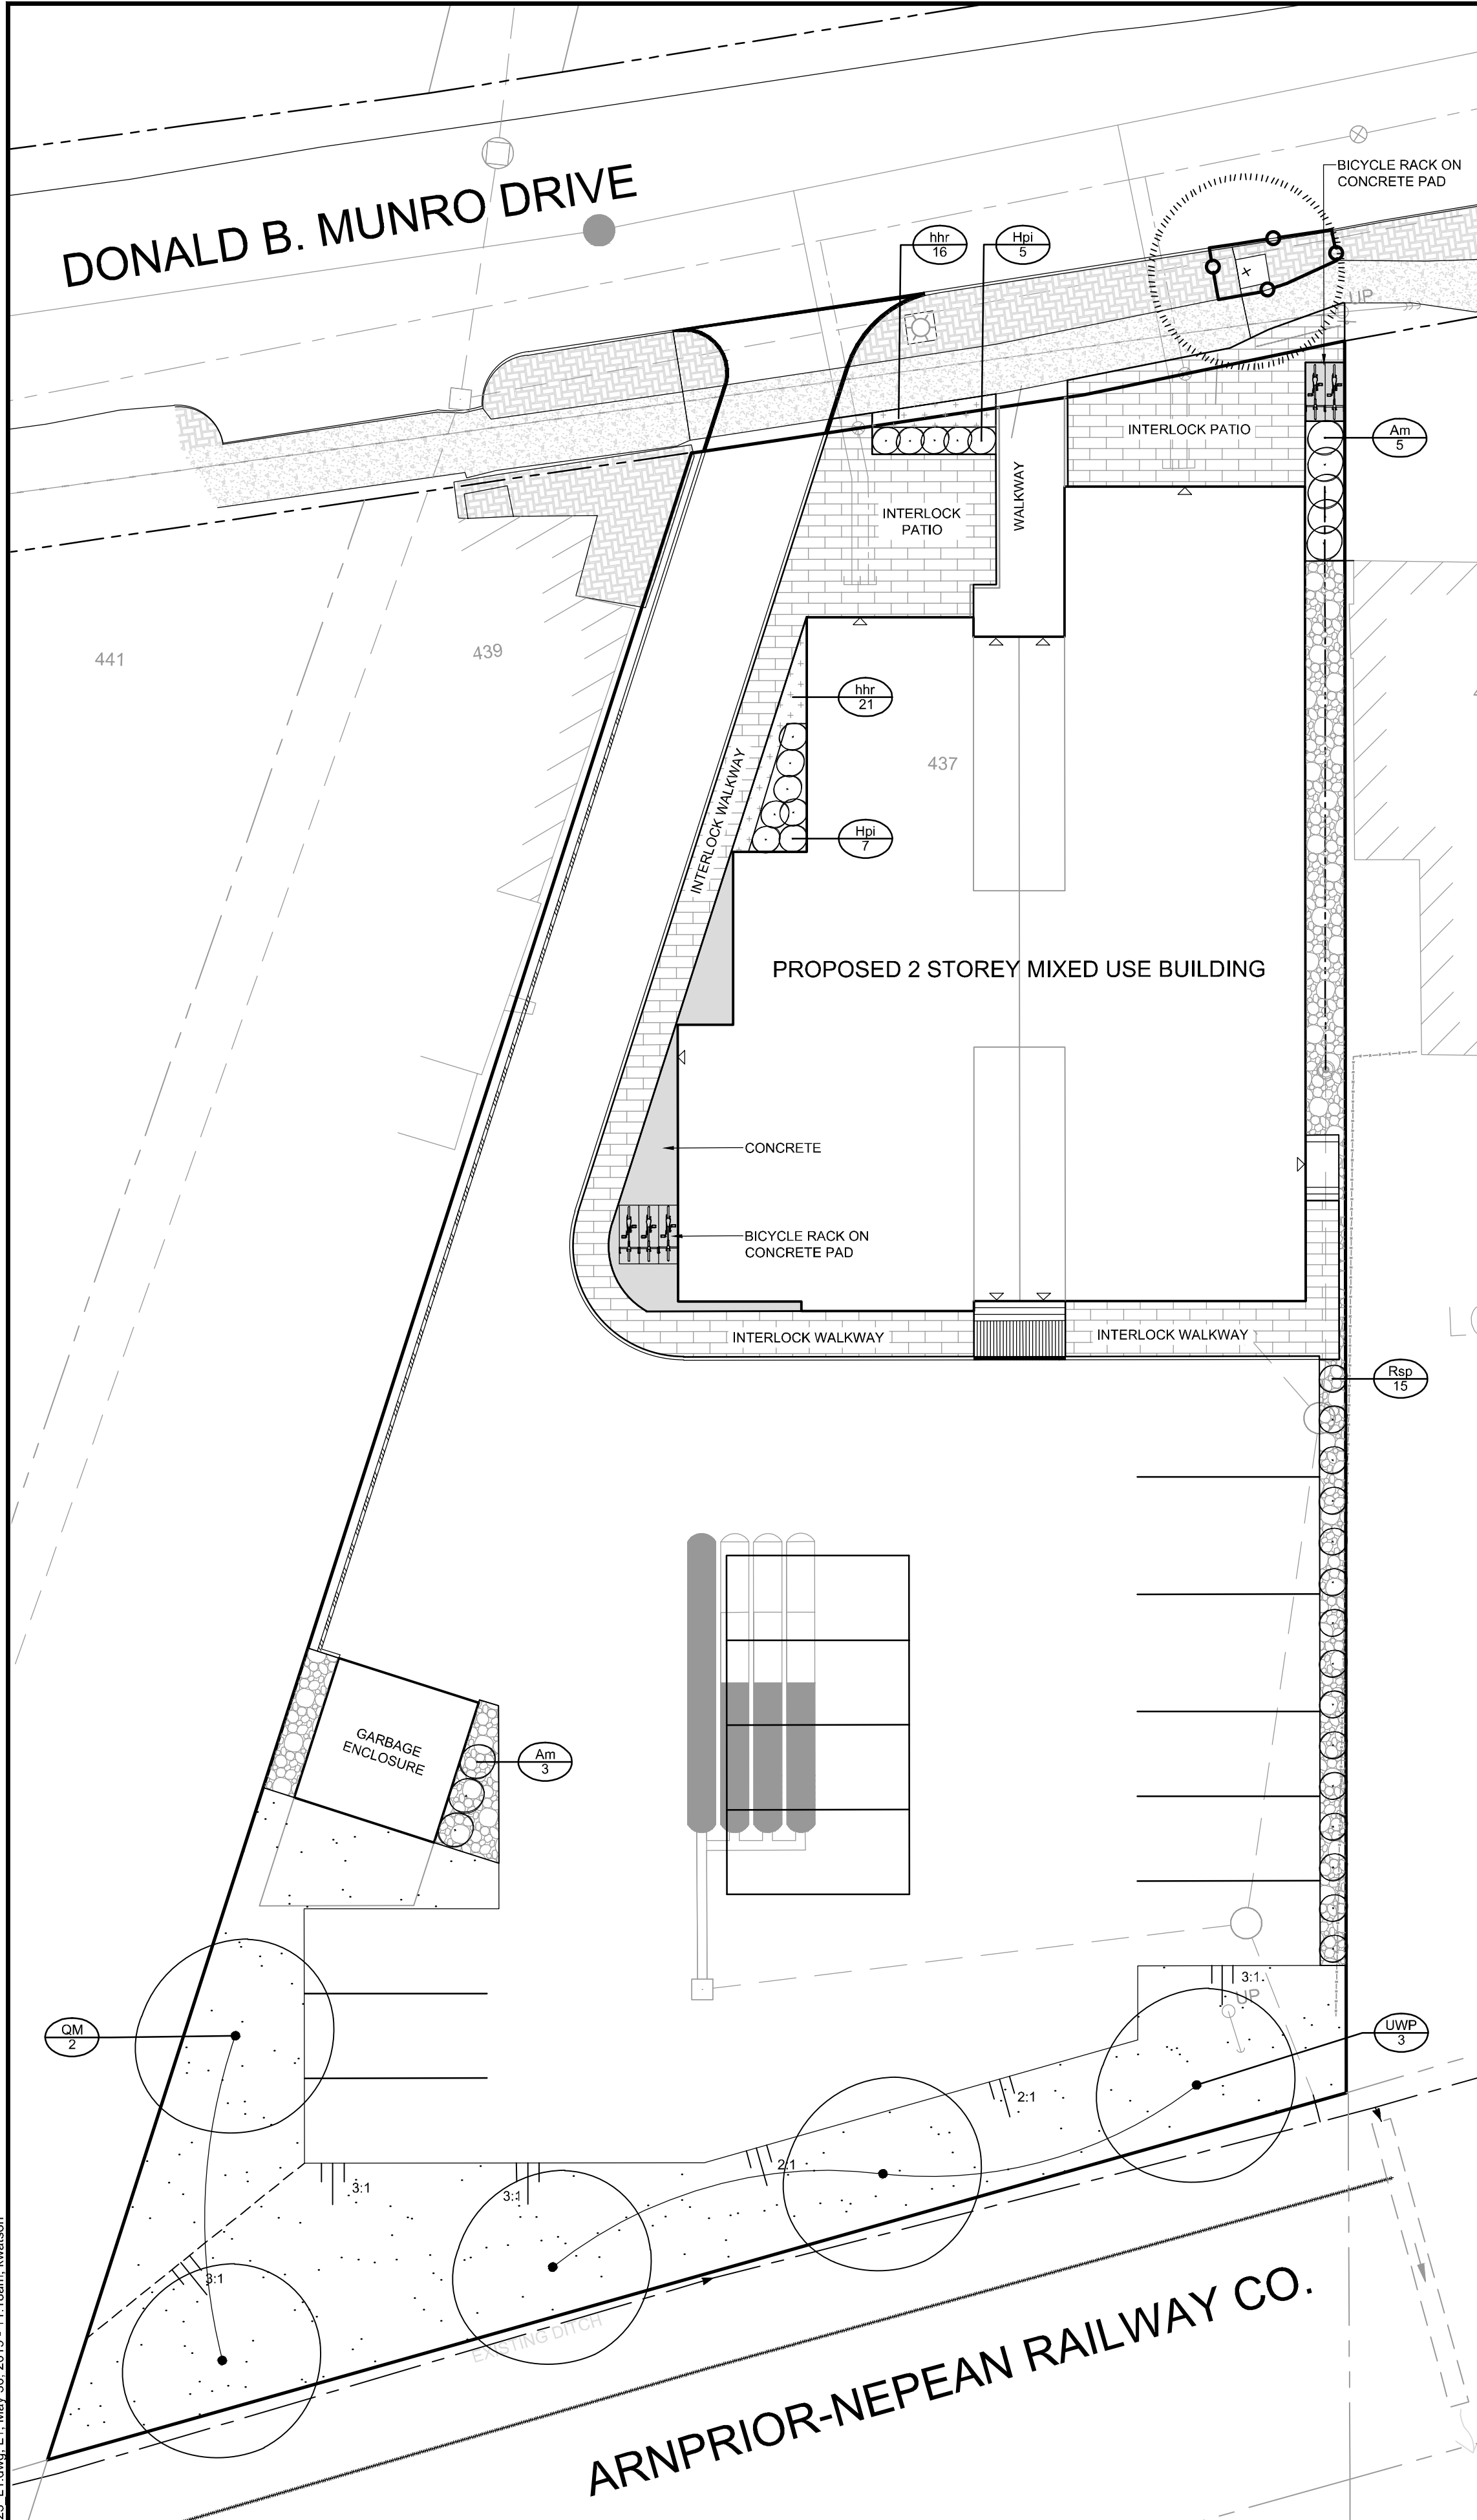 BICYCLE RACK ON
CONCRETE PAD
DONALD B. MUNRO DRIVE
hhr
16
Hpi
5
UP
INTERLOCK PATIO
Am
5
WALKWAY
INTERLOCK
PATIO
441
439
hhr
21
437
INTERLOCK WALKWAY
Hpi
7
PROPOSED 2 STOREY MIXED USE BUILDING
CONCRETE
BICYCLE RACK ON
CONCRETE PAD
INTERLOCK WALKWAY
INTERLOCK WALKWAY
Rsp
15
GARBAGE
ENCLOSURE
Am
3
3:1
UP
QM
2
UWP
3
2:1
2:1
3:1
3:1
3:1
EXISTING DITCH
ARNPRIOR-NEPEAN RAILWAY CO.